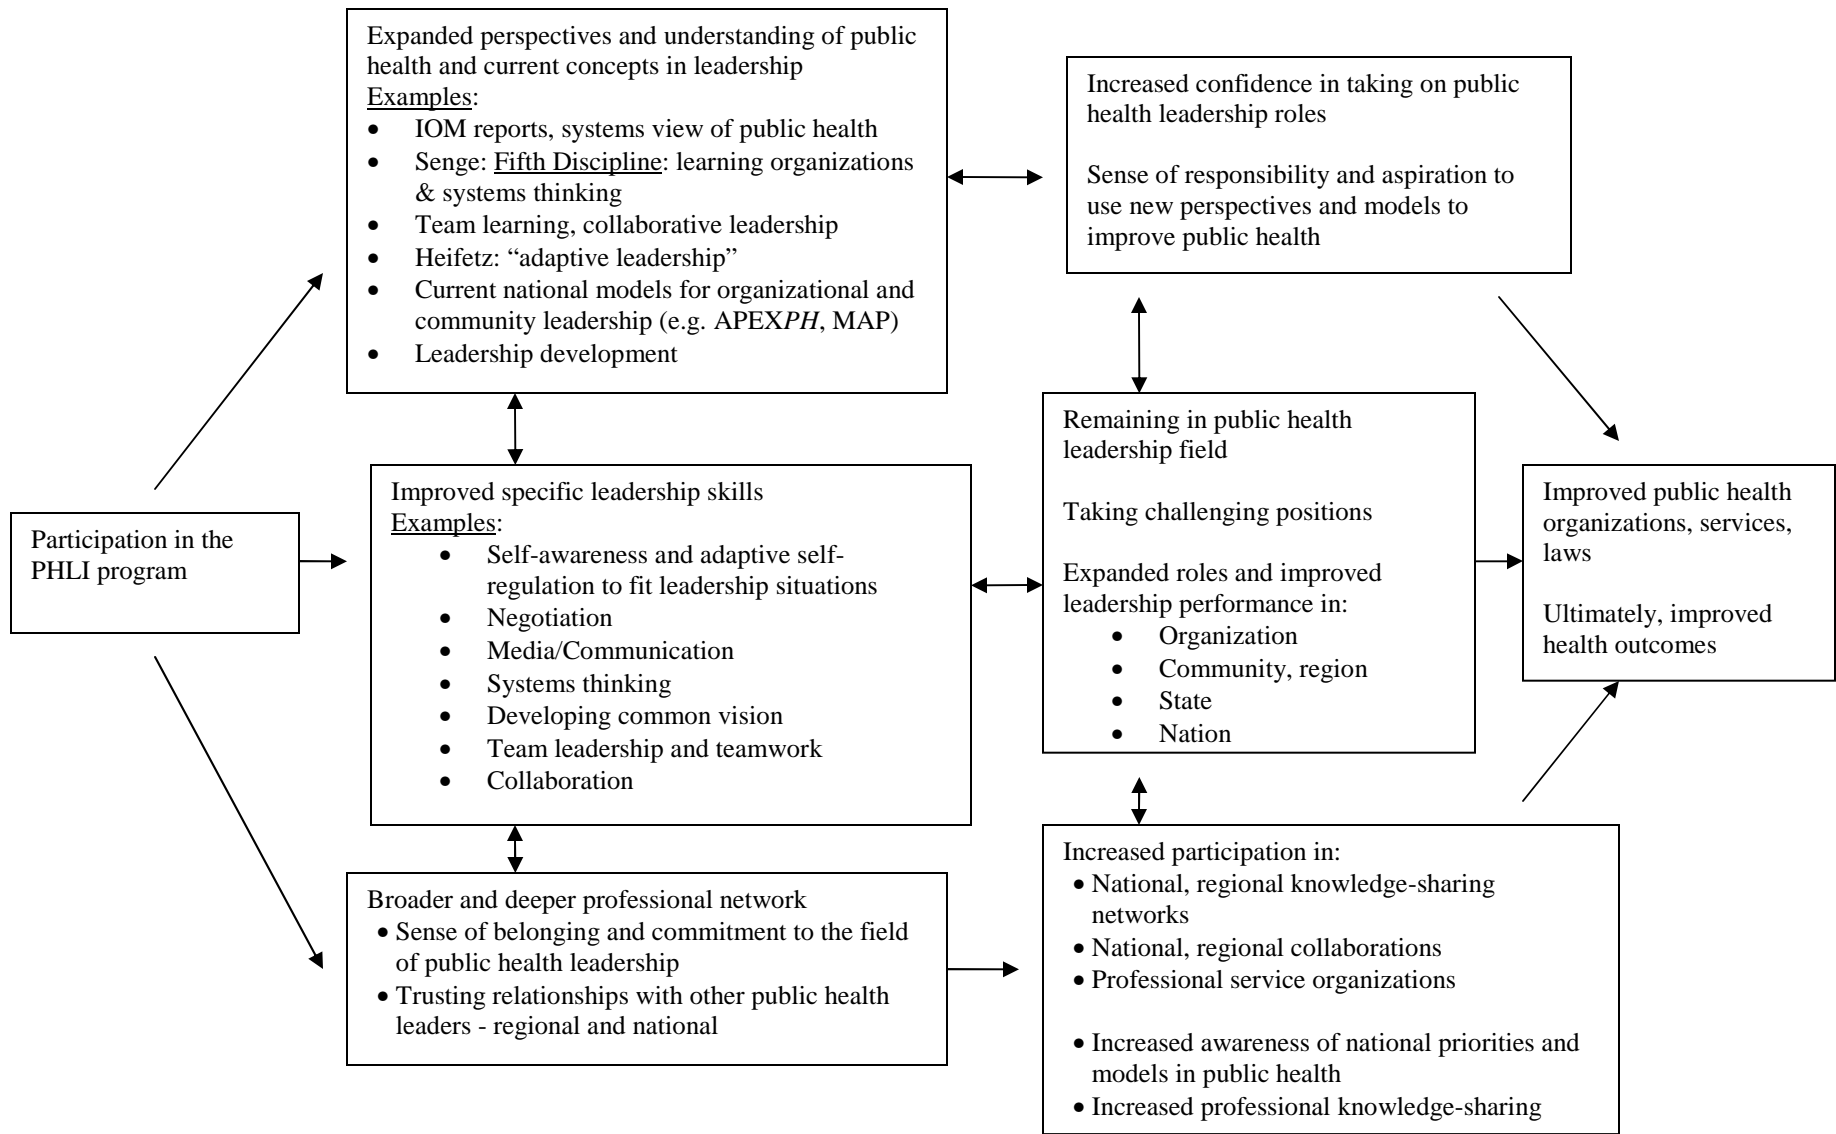 Expanded perspectives and understanding of public
health and current concepts in leadership
Examples:
• IOM reports, systems view of public health
• Senge: Fifth Discipline: learning organizations
& systems thinking
• Team learning, collaborative leadership
• Heifetz: “adaptive leadership”
• Current national models for organizational and
community leadership (e.g. APEXPH, MAP)
• Leadership development
Increased confidence in taking on public
health leadership roles
Sense of responsibility and aspiration to
use new perspectives and models to
improve public health
Participation in the
PHLI program
Improved specific leadership skills
Examples:
• Self-awareness and adaptive self-
regulation to fit leadership situations
• Negotiation
• Media/Communication
• Systems thinking
• Developing common vision
• Team leadership and teamwork
• Collaboration
Remaining in public health
leadership field
Taking challenging positions
Expanded roles and improved
leadership performance in:
• Organization
• Community, region
• State
• Nation
Improved public health
organizations, services,
laws
Ultimately, improved
health outcomes
Broader and deeper professional network
• Sense of belonging and commitment to the field
of public health leadership
• Trusting relationships with other public health
leaders - regional and national
Increased participation in:
• National, regional knowledge-sharing
networks
• National, regional collaborations
• Professional service organizations
• Increased awareness of national priorities and
models in public health
• Increased professional knowledge-sharing